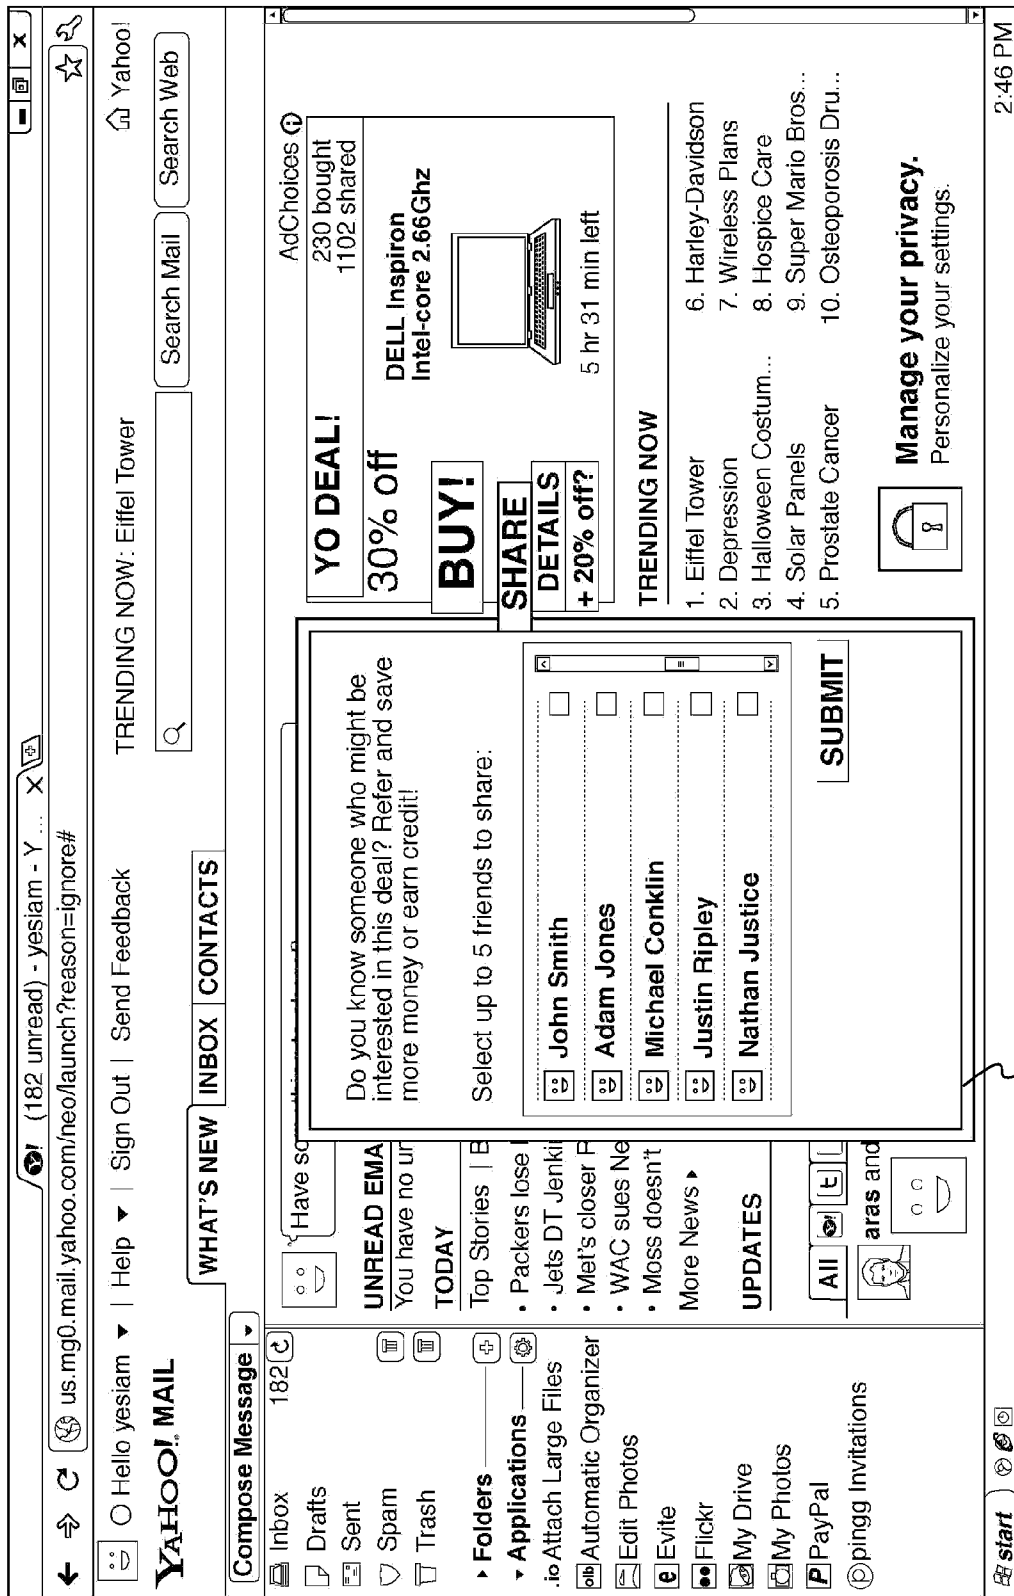 (182 unread) - yesiam - Y ... X
us.mg0.mail.yahoo.com/neo/launch?reason=ignore#
Hello yesiam | Help | Sign Out | Send Feedback
TRENDING NOW: Eiffel Tower
Yahoo!
YAHOO! MAIL
Search Mail
Search Web
WHAT'S NEW
INBOX
CONTACTS
Compose Message
Inbox 182
Drafts
Sent
Spam
Trash
Folders
Applications
.io Attach Large Files
olb Automatic Organizer
Edit Photos
e Evite
Flickr
My Drive
My Photos
P PayPal
pingg Invitations
Have so
UNREAD EMA
You have no ur
TODAY
Top Stories | B
• Packers lose
• Jets DT Jenki
• Met's closer R
• WAC sues Ne
• Moss doesn't
More News
UPDATES
All
t
aras and
Do you know someone who might be
interested in this deal? Refer and save
more money or earn credit!
Select up to 5 friends to share:
John Smith
Adam Jones
Michael Conklin
Justin Ripley
Nathan Justice
SUBMIT
AdChoices
YO DEAL!
230 bought
1102 shared
30% off
DELL Inspiron
Intel-core 2.66Ghz
BUY!
SHARE
DETAILS
+ 20% off?
5 hr 31 min left
TRENDING NOW
1. Eiffel Tower
2. Depression
3. Halloween Costum...
4. Solar Panels
5. Prostate Cancer
6. Harley-Davidson
7. Wireless Plans
8. Hospice Care
9. Super Mario Bros...
10. Osteoporosis Dru...
Manage your privacy.
Personalize your settings.
start
2:46 PM